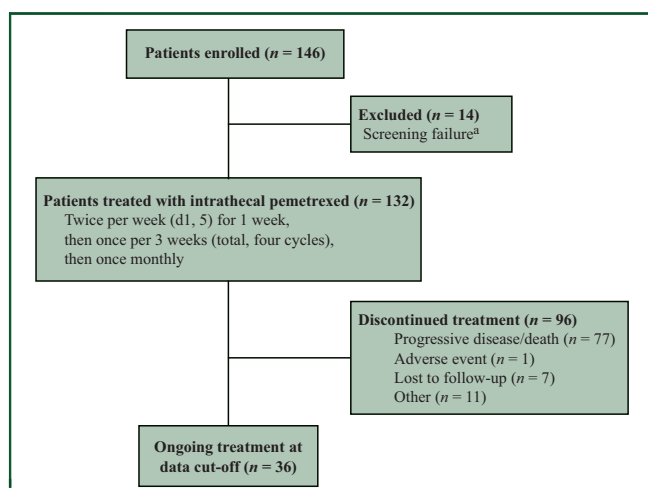 Patients enrolled (n = 146)
Excluded (n = 14)
Screening failureᵃ
Patients treated with intrathecal pemetrexed (n = 132)
Twice per week (d1, 5) for 1 week,
then once per 3 weeks (total, four cycles),
then once monthly
Discontinued treatment (n = 96)
Progressive disease/death (n = 77)
Adverse event (n = 1)
Lost to follow-up (n = 7)
Other (n = 11)
Ongoing treatment at
data cut-off (n = 36)